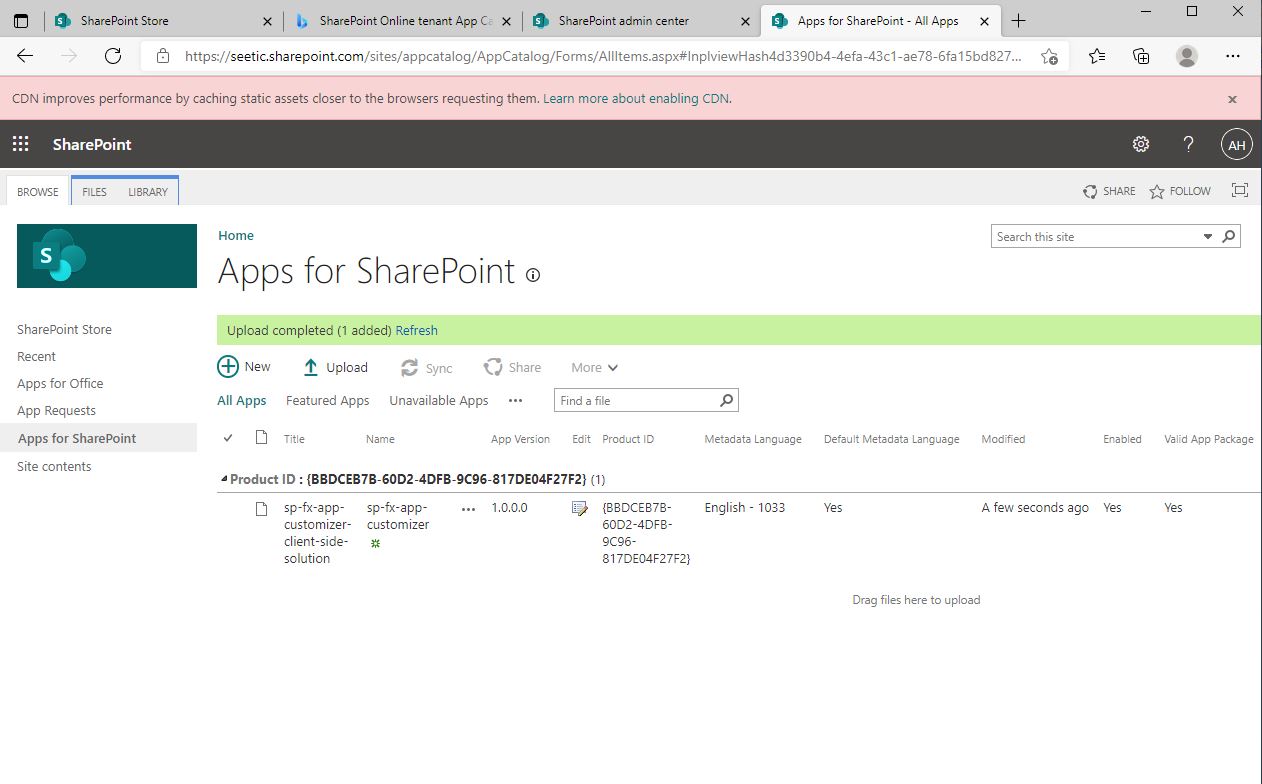 SharePoint Store
SharePoint Online tenant App Ca
SharePoint admin center
Apps for SharePoint - All Apps
https://seetic.sharepoint.com/sites/appcatalog/AppCatalog/Forms/AllItems.aspx#InplviewHash4d3390b4-4efa-43c1-ae78-6fa15bd827...
CDN improves performance by caching static assets closer to the browsers requesting them. Learn more about enabling CDN.
SharePoint
AH
BROWSE FILES LIBRARY SHARE FOLLOW
S
Home
Search this site
Apps for SharePoint
SharePoint Store
Recent
Apps for Office
App Requests
Apps for SharePoint
Site contents
Upload completed (1 added) Refresh
New Upload Sync Share More
All Apps Featured Apps Unavailable Apps ... Find a file
Title Name App Version Edit Product ID Metadata Language Default Metadata Language Modified Enabled Valid App Package
Product ID : {BBDCEB7B-60D2-4DFB-9C96-817DE04F27F2} (1)
sp-fx-app-customizer-client-side-solution
sp-fx-app-customizer
... 1.0.0.0
{BBDCEB7B-60D2-4DFB-9C96-817DE04F27F2}
English - 1033 Yes A few seconds ago Yes Yes
Drag files here to upload